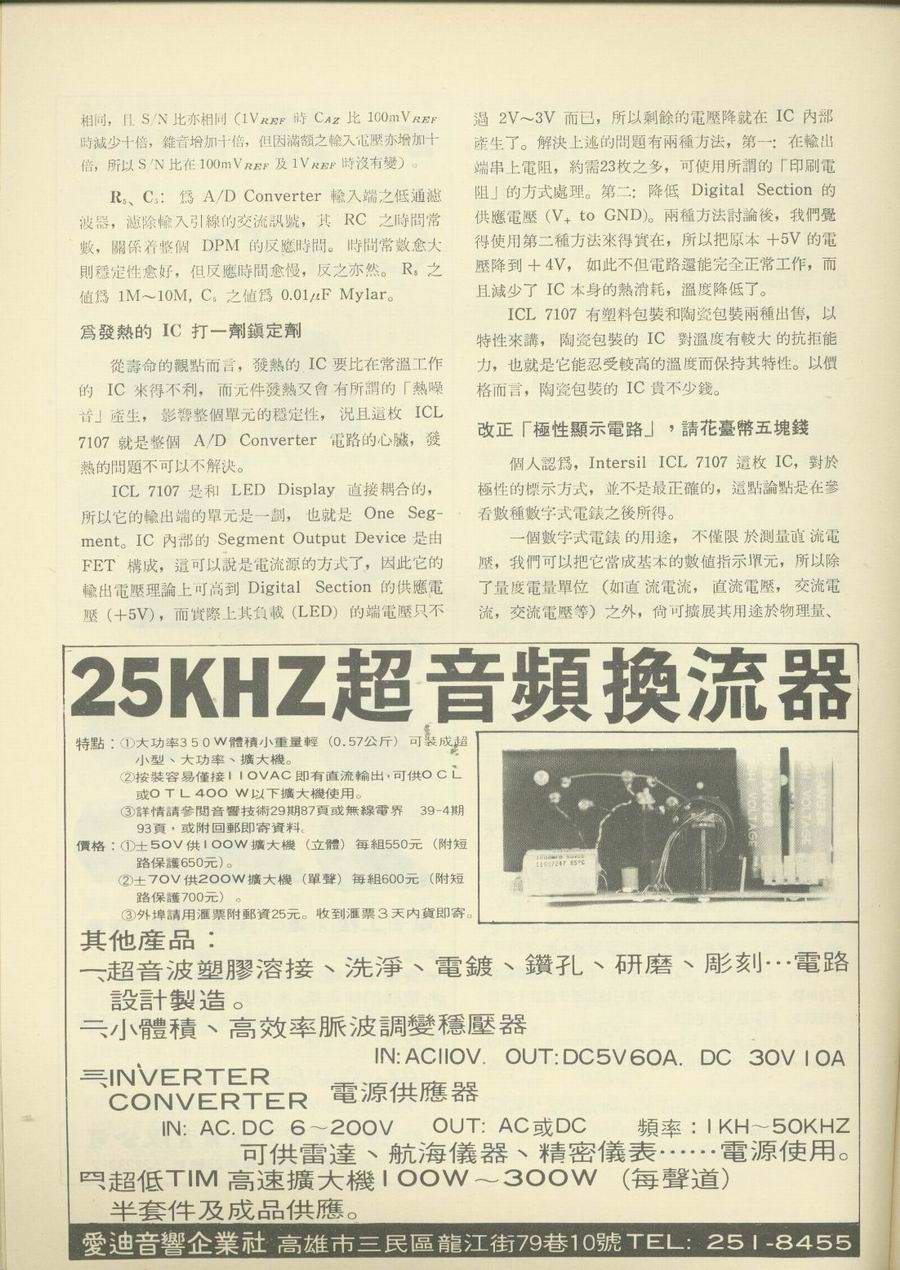 相同，且 S/N 比亦相同（1VREF 時 CAZ 比 100mVREF
時減少十倍，雜音增加十倍，但因滿額之輸入電壓亦增加十
倍，所以 S/N 比在100mVREF 及 1VREF 時沒有變）。
R5、C5：爲 A/D Converter 輸入端之低通濾
波器，濾除輸入引線的交流訊號，其 RC 之時間常
數，關係着整個 DPM 的反應時間。時間常數愈大
則穩定性愈好，但反應時間愈慢，反之亦然。R5 之
値爲 1M～10M, C5 之値爲 0.01μF Mylar。
爲發熱的 IC 打一劑鎭定劑
從壽命的觀點而言，發熱的 IC 要比在常溫工作
的 IC 來得不利，而元件發熱又會有所謂的「熱噪
音」產生，影響整個單元的穩定性，況且這枚 ICL
7107 就是整個 A/D Converter 電路的心臟，發
熱的問題不可以不解決。
ICL 7107 是和 LED Display 直接耦合的，
所以它的輸出端的單元是一劃，也就是 One Seg-
ment。IC 內部的 Segment Output Device 是由
FET 構成，這可以說是電流源的方式了，因此它的
輸出電壓理論上可高到 Digital Section 的供應電
壓（+5V），而實際上其負載（LED）的端電壓只不
過 2V～3V 而已，所以剩餘的電壓降就在 IC 內部
產生了。解決上述的問題有兩種方法，第一：在輸出
端串上電阻，約需23枚之多，可使用所謂的「印刷電
阻」的方式處理。第二：降低 Digital Section 的
供應電壓（V+ to GND）。兩種方法討論後，我們覺
得使用第二種方法來得實在，所以把原本 +5V 的電
壓降到 +4V，如此不但電路還能完全正常工作，而
且減少了 IC 本身的熱消耗，溫度降低了。
ICL 7107 有塑料包裝和陶瓷包裝兩種出售，以
特性來講，陶瓷包裝的 IC 對溫度有較大的抗拒能
力，也就是它能忍受較高的溫度而保持其特性。以價
格而言，陶瓷包裝的 IC 貴不少錢。
改正「極性顯示電路」，請花臺幣五塊錢
個人認爲，Intersil ICL 7107 這枚 IC，對於
極性的標示方式，並不是最正確的，這點論點是在參
看數種數字式電錶之後所得。
一個數字式電錶的用途，不僅限於測量直流電
壓，我們可以把它當成基本的數値指示單元，所以除
了量度電量單位（如直流電流，直流電壓，交流電
流，交流電壓等）之外，尙可擴展其用途於物理量、
25KHZ超音頻換流器
特點：①大功率350W體積小重量輕（0.57公斤）可裝成超
小型、大功率、擴大機。
②按裝容易僅接110VAC即有直流輸出，可供OCL
或OTL400 W以下擴大機使用。
③詳情請參閱音響技術29期87頁或無線電界 39-4期
93頁，或附回郵即寄資料。
價格：①±50V供100W擴大機（立體）每組550元（附短
路保護650元）。
②±70V供200W擴大機（單聲）每組600元（附短
路保護700元）。
③外埠請用滙票附郵資25元。收到滙票3天內貨即寄。
其他產品：
一、超音波塑膠溶接、洗淨、電鍍、鑽孔、研磨、彫刻…電路
設計製造。
二、小體積、高效率脈波調變穩壓器
IN: AC110V. OUT: DC5V60A. DC 30V10A
三、INVERTER
CONVERTER 電源供應器
IN: AC. DC 6～200V OUT: AC或DC 頻率：1KH～50KHZ
可供雷達、航海儀器、精密儀表……電源使用。
四、超低TIM 高速擴大機100W～300W（每聲道）
半套件及成品供應。
愛迪音響企業社 高雄市三民區龍江街79巷10號 TEL: 251-8455